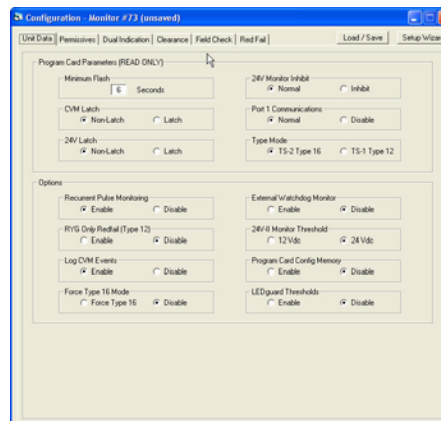 Configuration - Monitor #73 (unsaved)
Unit Data Permissives Dual Indication Clearance Field Check Red Fail Load / Save Setup Wizar
Program Card Parameters (READ ONLY)
Minimum Flash 24V Monitor Inhibit
6 Seconds Normal Inhibit
CVM Latch Port 1 Communications
Non-Latch Latch Normal Disable
24V Latch Type Mode
Non-Latch Latch TS-2 Type 16 TS-1 Type 12
Options
Recurrent Pulse Monitoring External Watchdog Monitor
Enable Disable Enable Disable
RYG Only Redfail (Type 12) 24V-II Monitor Threshold
Enable Disable 12 Vdc 24 Vdc
Log CVM Events Program Card Config Memory
Enable Disable Enable Disable
Force Type 16 Mode LEDguard Thresholds
Force Type 16 Disable Enable Disable